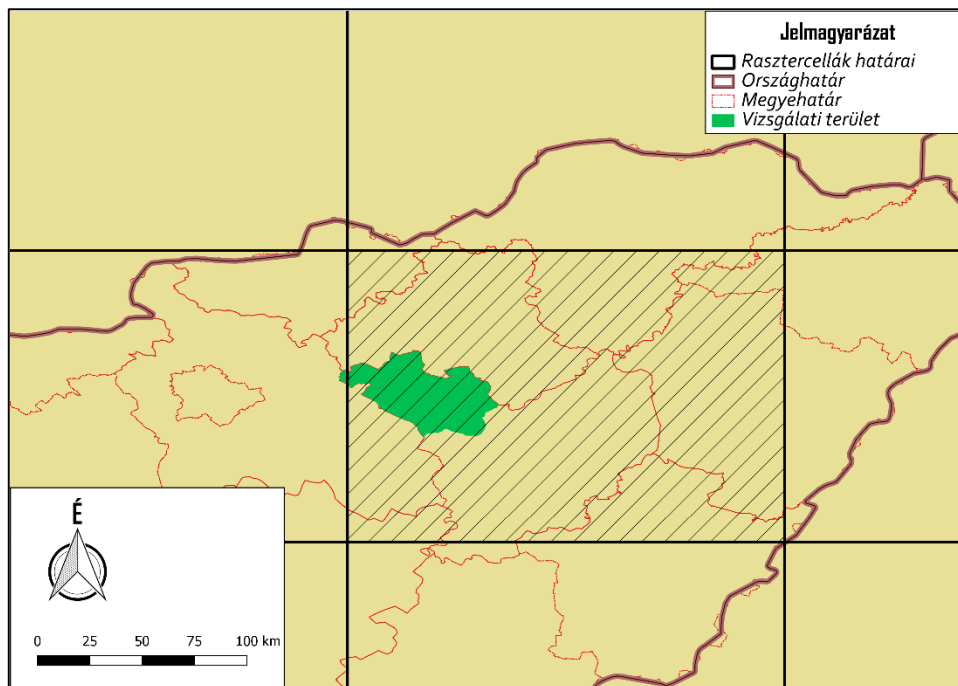 Jelmagyarázat
Rasztercellák határai
Országhatár
Megyehatár
Vizsgálati terület
É
0 25 50 75 100 km